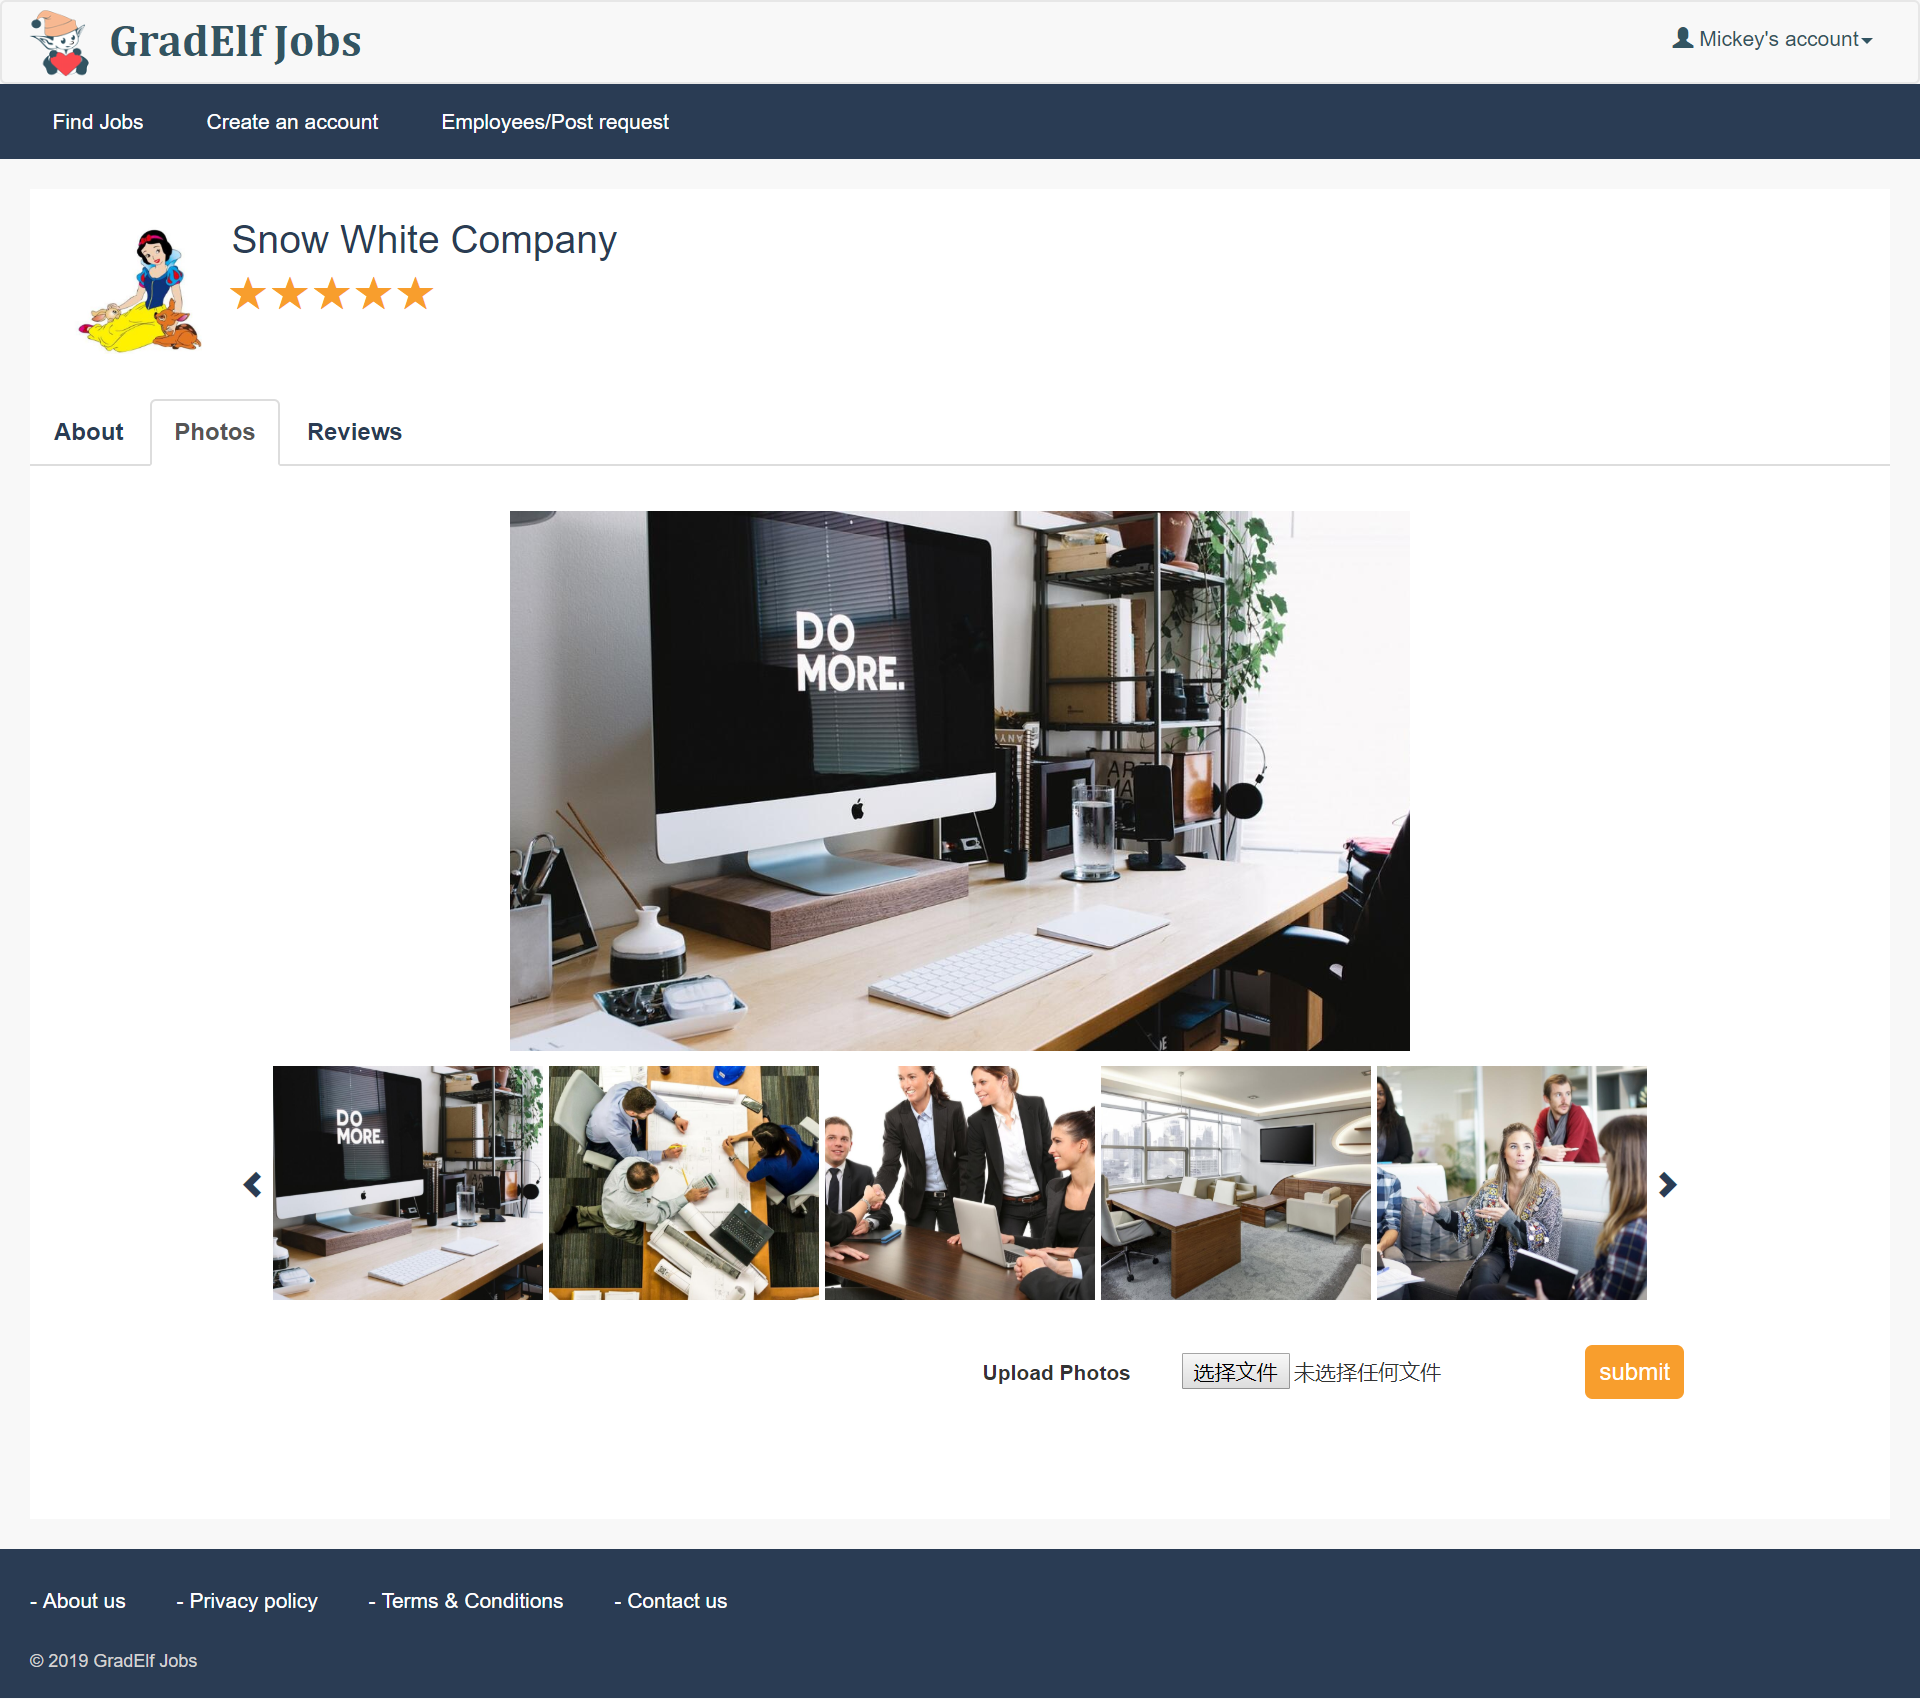 GradElf Jobs
Mickey's account
Find Jobs
Create an account
Employees/Post request
Snow White Company
About
Photos
Reviews
DO
MORE.
DO
MORE.
Upload Photos
选择文件
未选择任何文件
submit
- About us
- Privacy policy
- Terms & Conditions
- Contact us
© 2019 GradElf Jobs